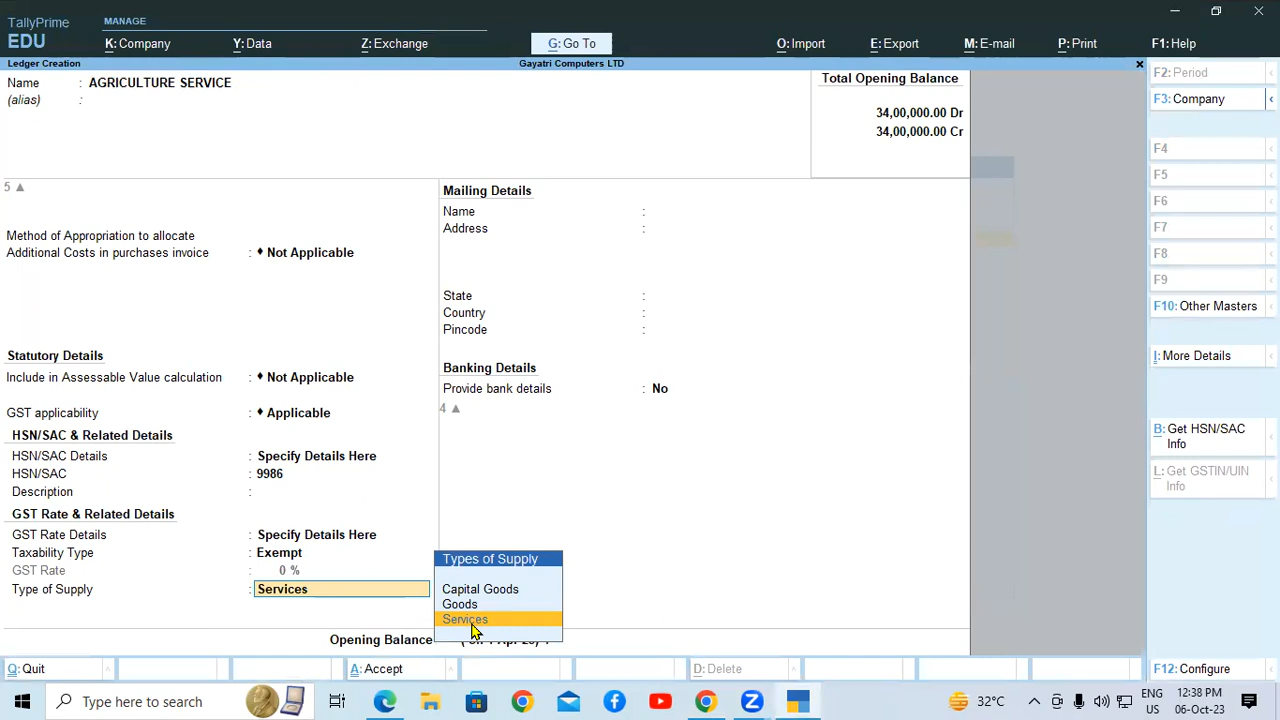 TallyPrime
EDU
MANAGE
K:Company Y:Data Z:Exchange G: Go To O:Import E:Export M:E-mail P:Print F1:Help
Ledger Creation Gayatri Computers LTD
Name : AGRICULTURE SERVICE
(alias) :
Total Opening Balance
34,00,000.00 Dr
34,00,000.00 Cr
5 ▲
Method of Appropriation to allocate
Additional Costs in purchases invoice : ♦ Not Applicable
Statutory Details
Include in Assessable Value calculation : ♦ Not Applicable
GST applicability : ♦ Applicable
HSN/SAC & Related Details
HSN/SAC Details : Specify Details Here
HSN/SAC : 9986
Description :
GST Rate & Related Details
GST Rate Details : Specify Details Here
Taxability Type : Exempt
GST Rate : 0 %
Type of Supply : Services
Mailing Details
Name :
Address :
State :
Country :
Pincode :
Banking Details
Provide bank details : No
4 ▲
Types of Supply
Capital Goods
Goods
Services
Opening Balance
F2: Period
F3: Company
F4
F5
F6
F7
F8
F9
F10: Other Masters
I: More Details
B: Get HSN/SAC Info
L: Get GSTIN/UIN Info
Q: Quit A: Accept D: Delete F12: Configure
Type here to search 32°C ENG US 12:38 PM 06-Oct-23